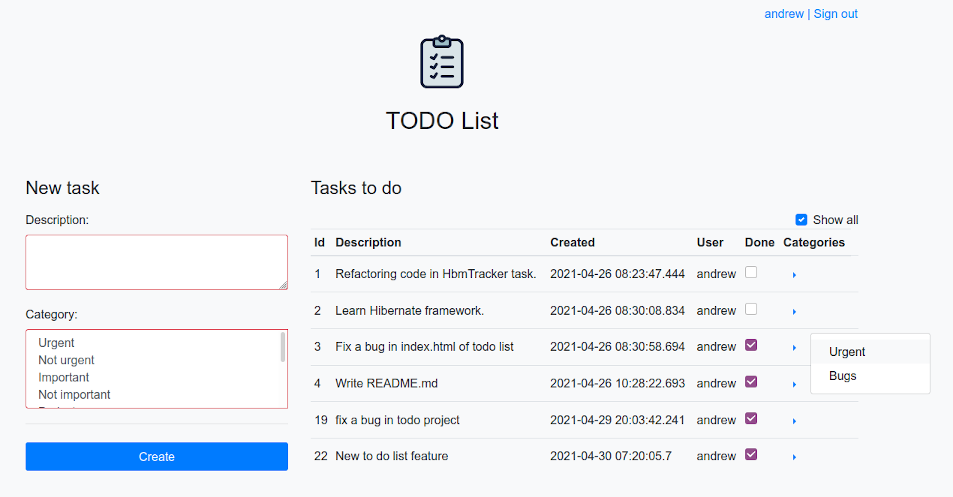 andrew | Sign out
TODO List
New task
Description:
Category:
Urgent
Not urgent
Important
Not important
Create
Tasks to do
Show all
Id Description Created User Done Categories
1 Refactoring code in HbmTracker task. 2021-04-26 08:23:47.444 andrew
2 Learn Hibernate framework. 2021-04-26 08:30:08.834 andrew
3 Fix a bug in index.html of todo list 2021-04-26 08:30:58.694 andrew
Urgent
Bugs
4 Write README.md 2021-04-26 10:28:22.693 andrew
19 fix a bug in todo project 2021-04-29 20:03:42.241 andrew
22 New to do list feature 2021-04-30 07:20:05.7 andrew